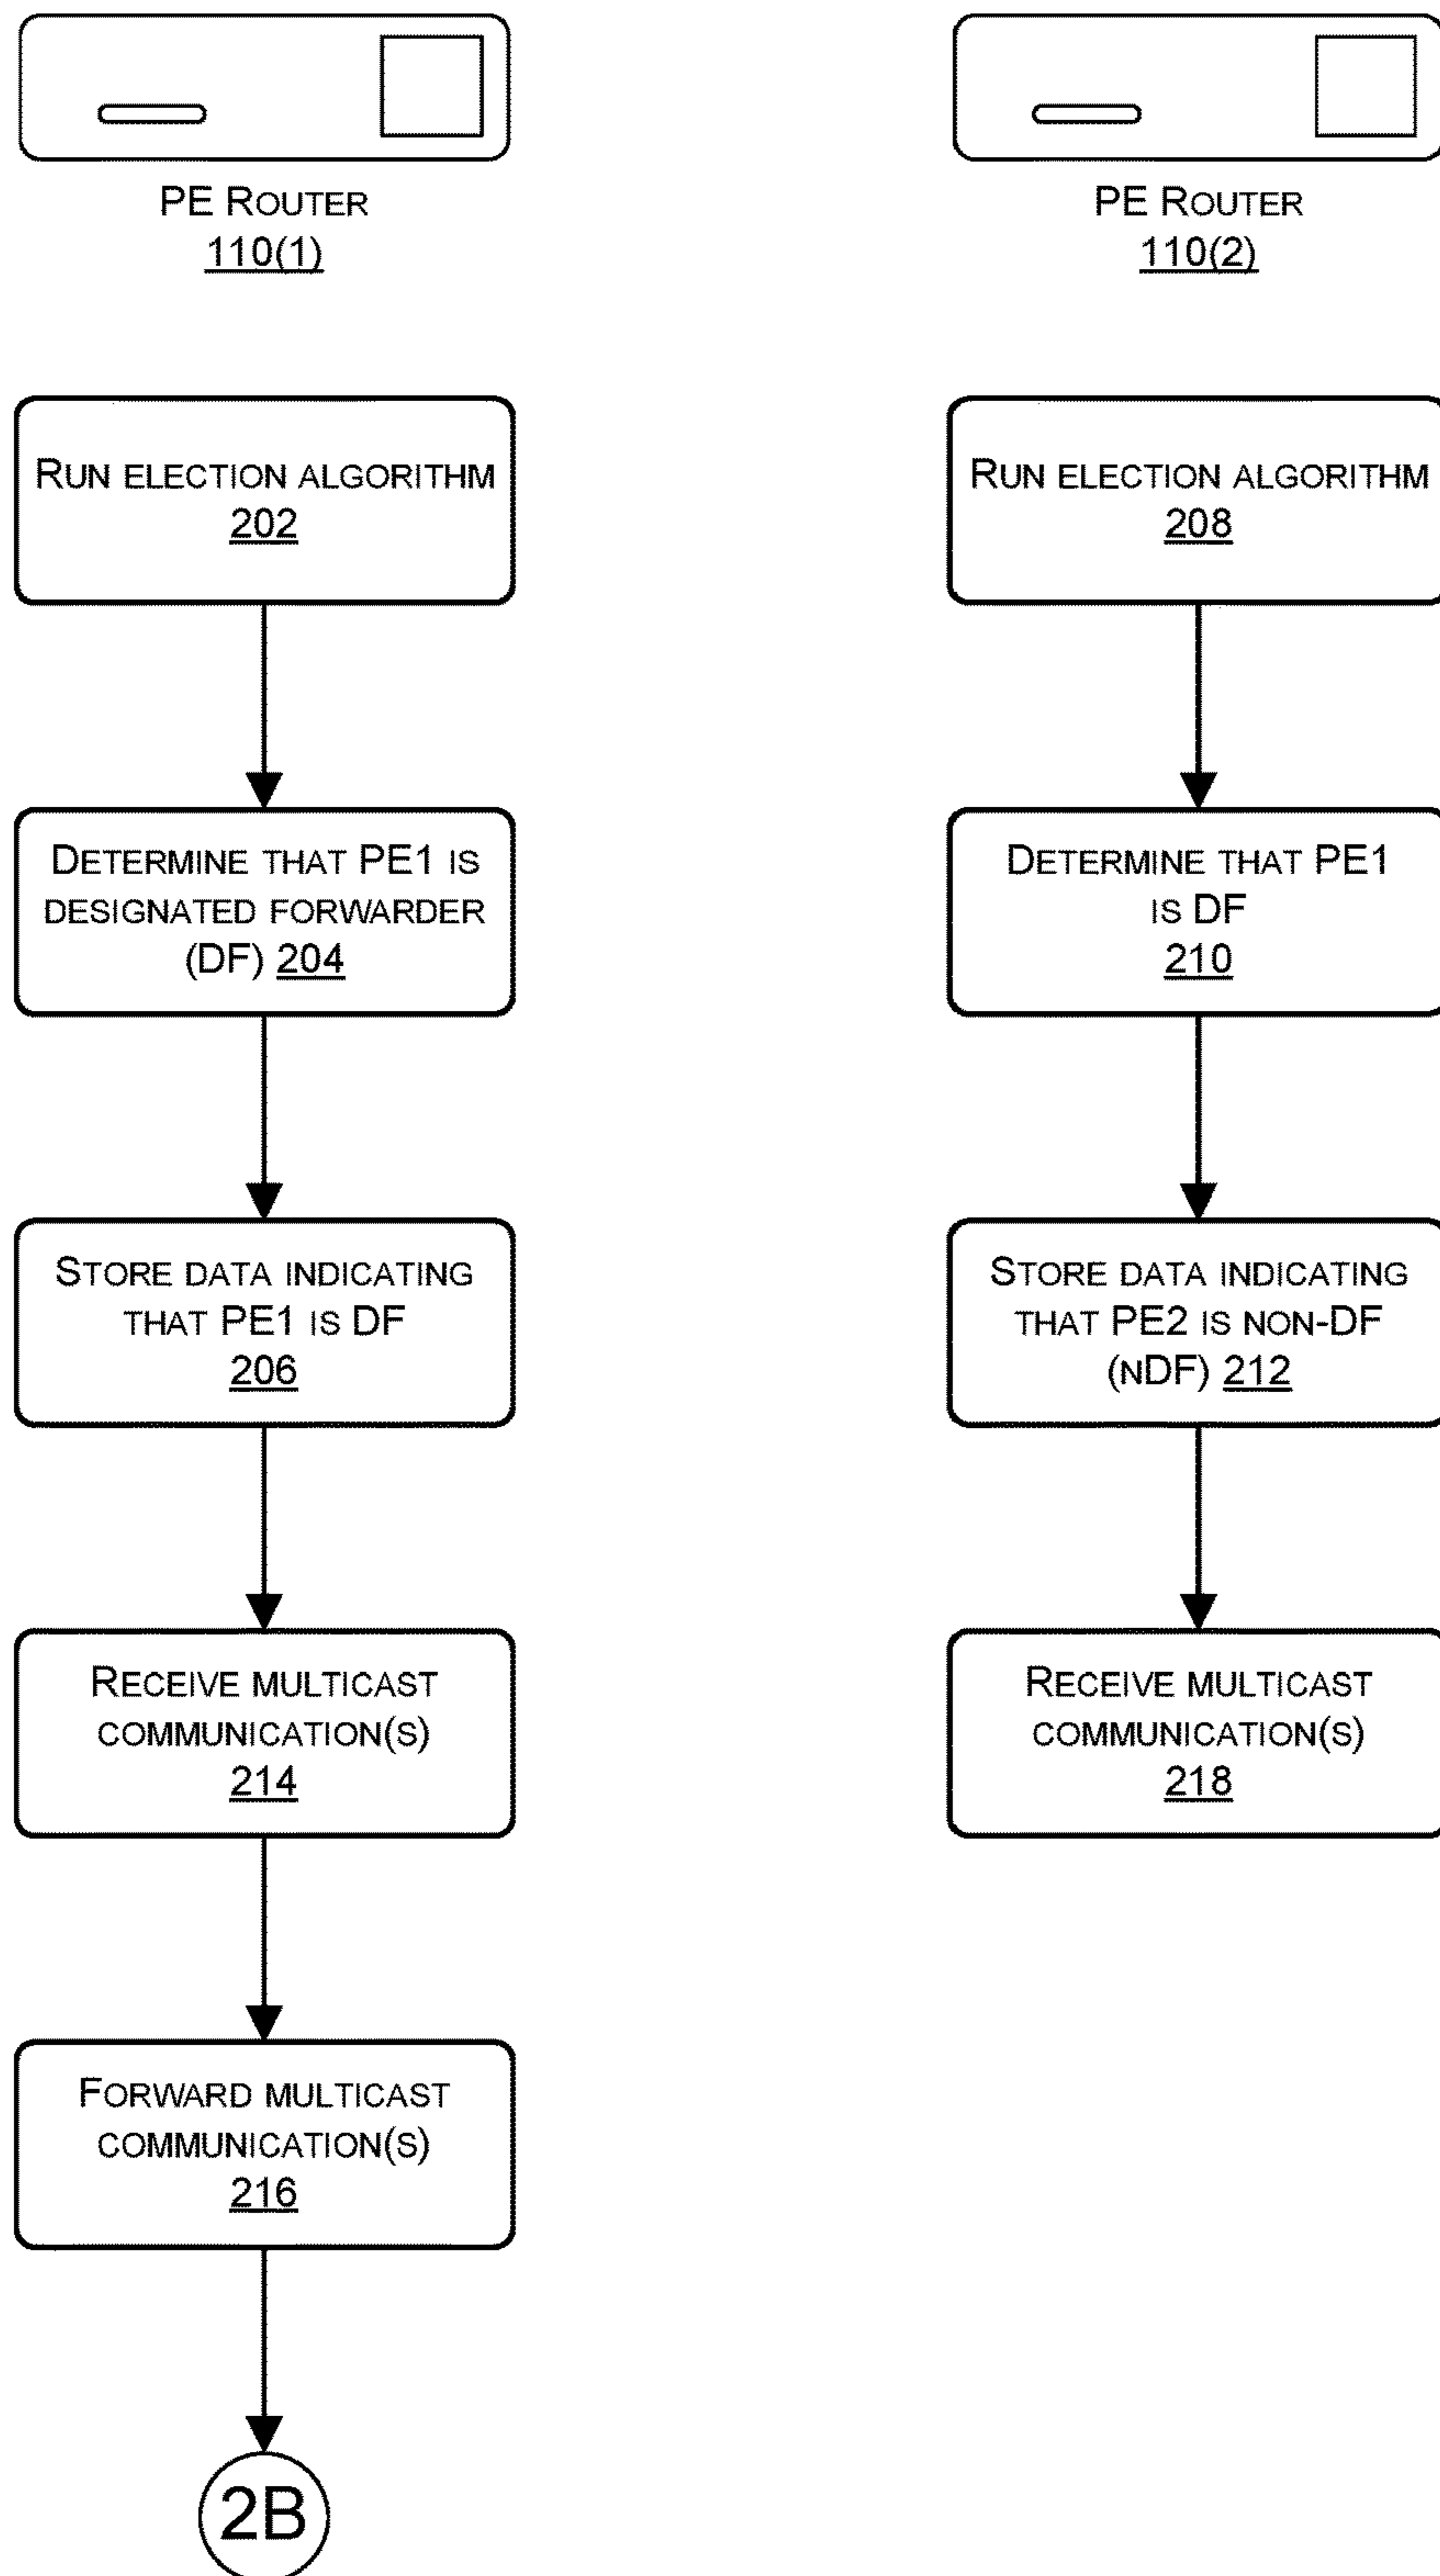 PE ROUTER
110(1)
PE ROUTER
110(2)
RUN ELECTION ALGORITHM
202
DETERMINE THAT PE1 IS
DESIGNATED FORWARDER
(DF) 204
STORE DATA INDICATING
THAT PE1 IS DF
206
RECEIVE MULTICAST
COMMUNICATION(S)
214
FORWARD MULTICAST
COMMUNICATION(S)
216
2B
RUN ELECTION ALGORITHM
208
DETERMINE THAT PE1
IS DF
210
STORE DATA INDICATING
THAT PE2 IS NON-DF
(NDF) 212
RECEIVE MULTICAST
COMMUNICATION(S)
218